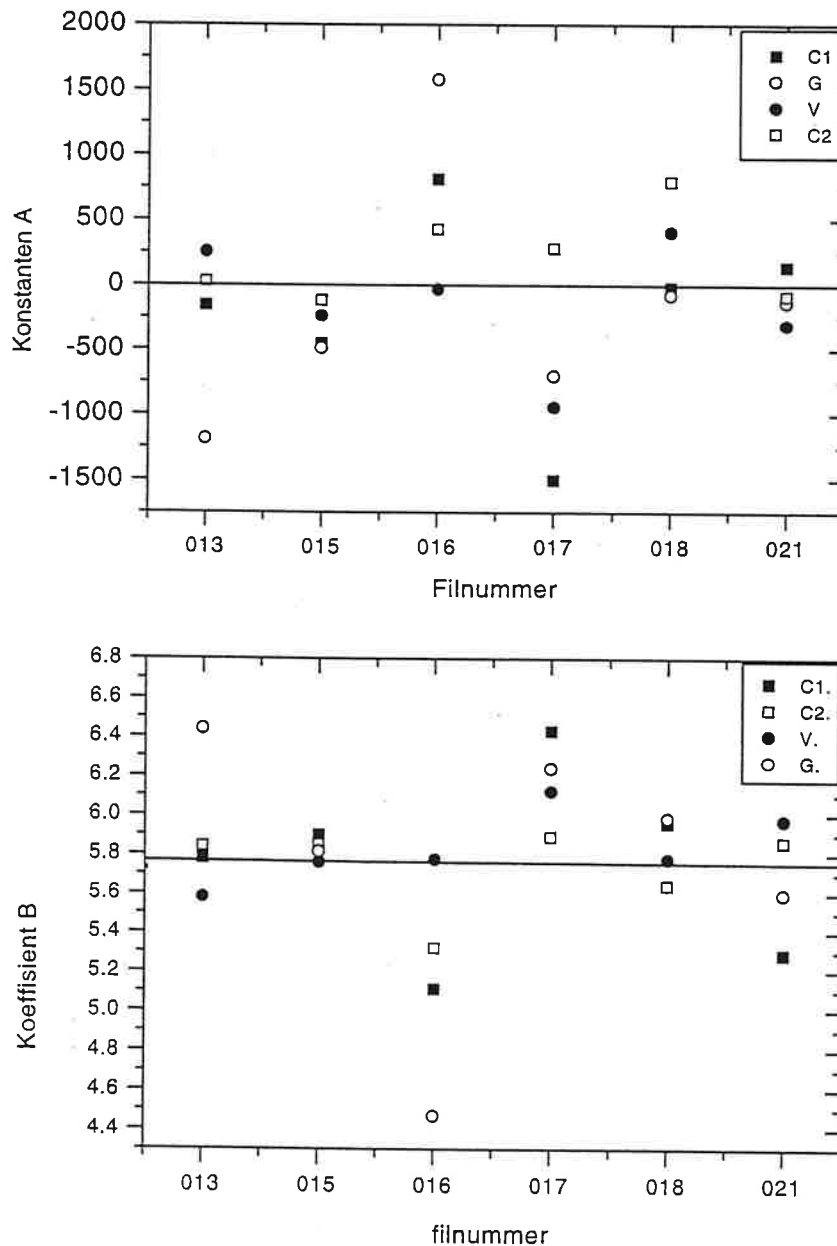 2000
1500
1000
500
0
-500
-1000
-1500
Konstanten A
C1
G
V
C2
013 015 016 017 018 021
Filnummer
6.8
6.6
6.4
6.2
6.0
5.8
5.6
5.4
5.2
5.0
4.8
4.6
4.4
Koeffisient B
C1.
C2.
V.
G.
013 015 016 017 018 021
filnummer